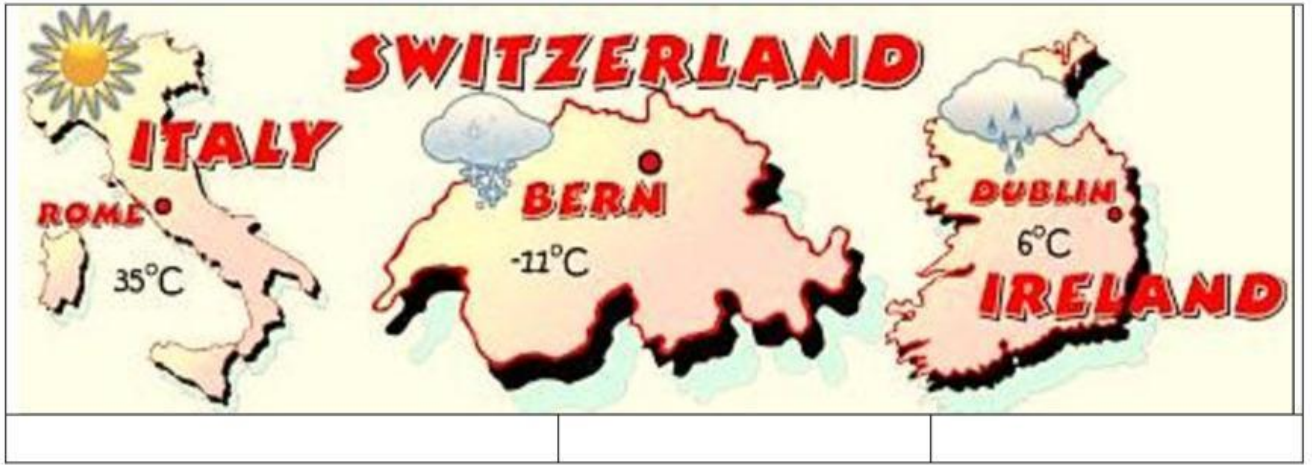 ITALY
ROME
35°C
SWITZERLAND
BERN
-11°C
DUBLIN
6°C
IRELAND